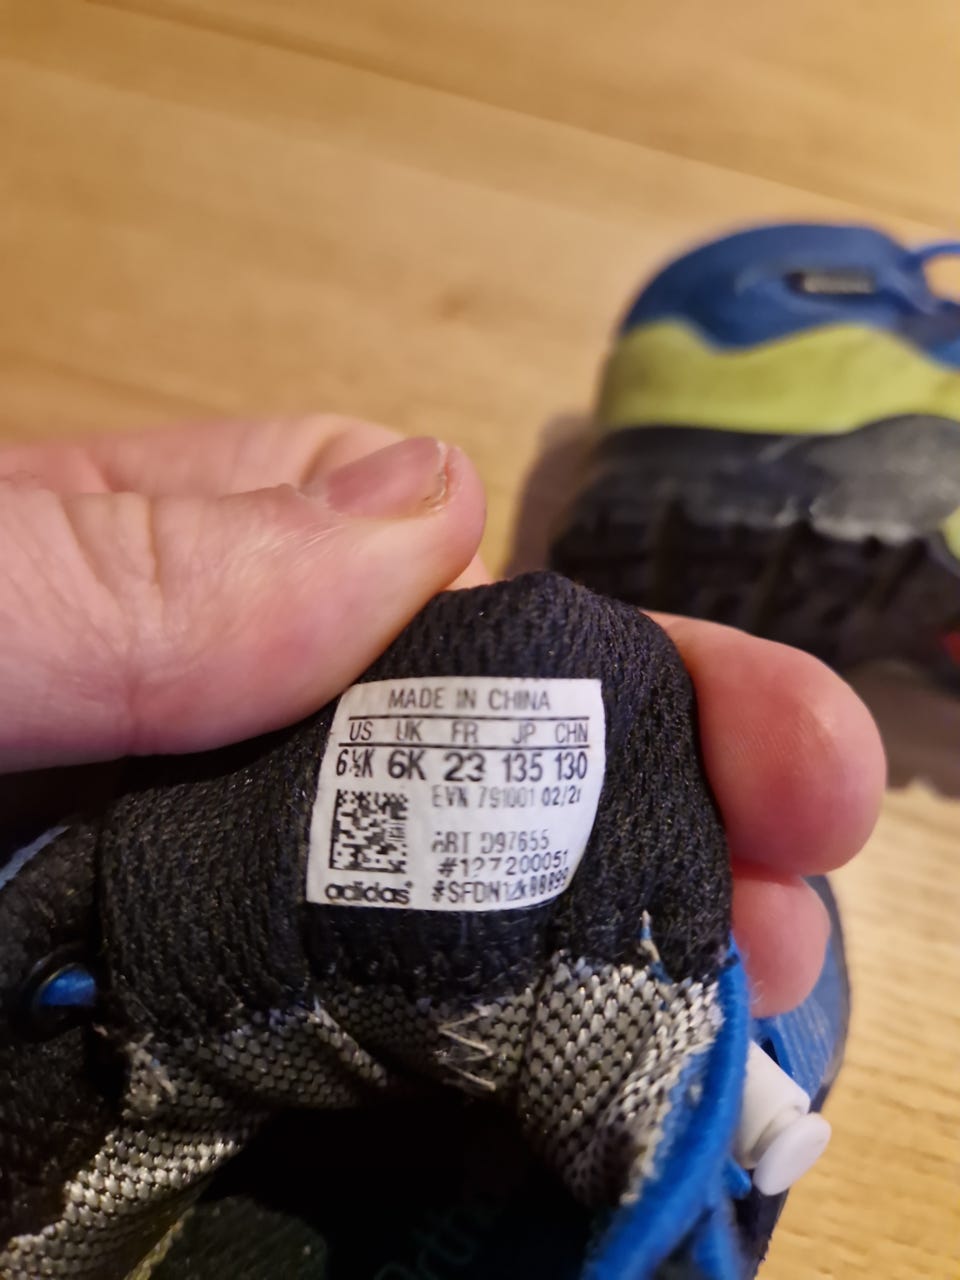 MADE IN CHINA
US UK FR JP CHN
6½K 6K 23 135 130
EVN 791001 02/21
ART D97655
#127200051
adidas